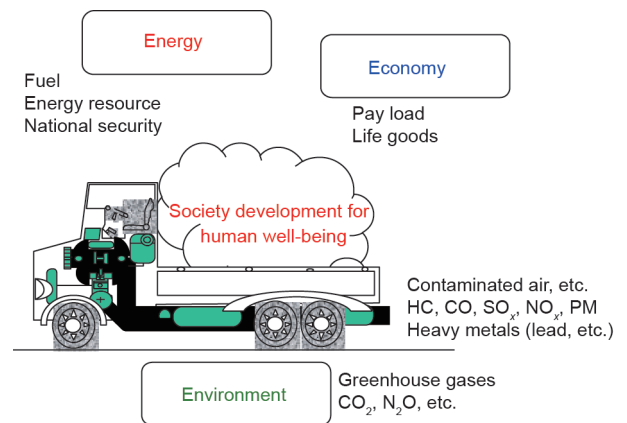 Energy
Fuel
Energy resource
National security
Economy
Pay load
Life goods
Society development for
human well-being
Contaminated air, etc.
HC, CO, SOₓ, NOₓ, PM
Heavy metals (lead, etc.)
Environment
Greenhouse gases
CO₂, N₂O, etc.